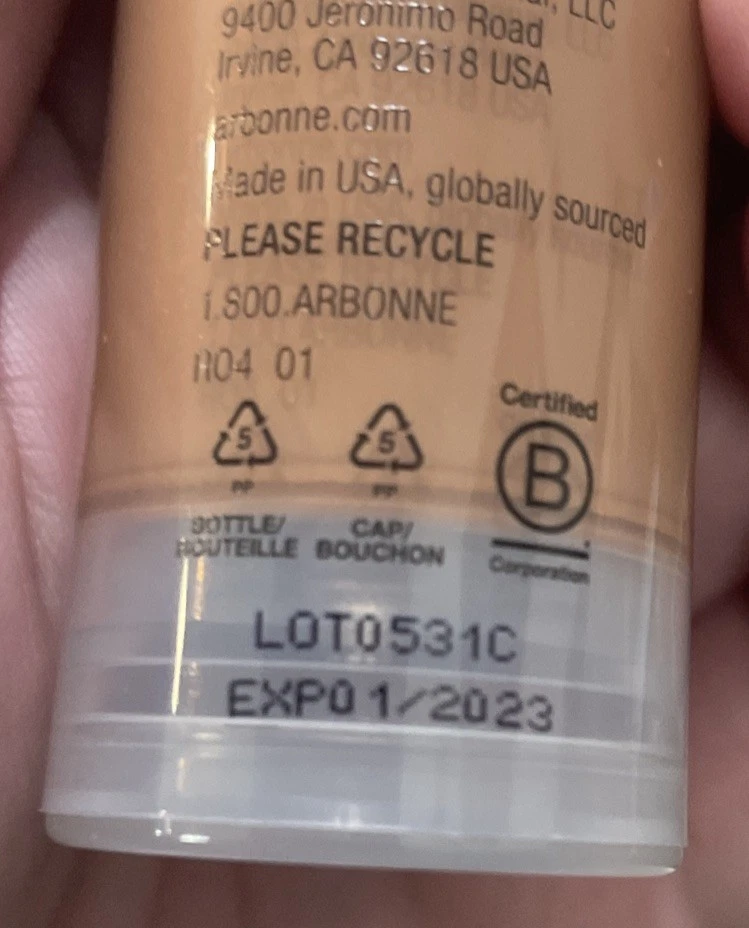 LLC
9400 Jeronimo Road
Irvine, CA 92618 USA
arbonne.com
Made in USA, globally sourced
PLEASE RECYCLE
1.800.ARBONNE
R04 01
5 5 Certified
PP PP B
BOTTLE/ CAP/
BOUTEILLE BOUCHON Corporation
LOT0531C
EXP01/2023